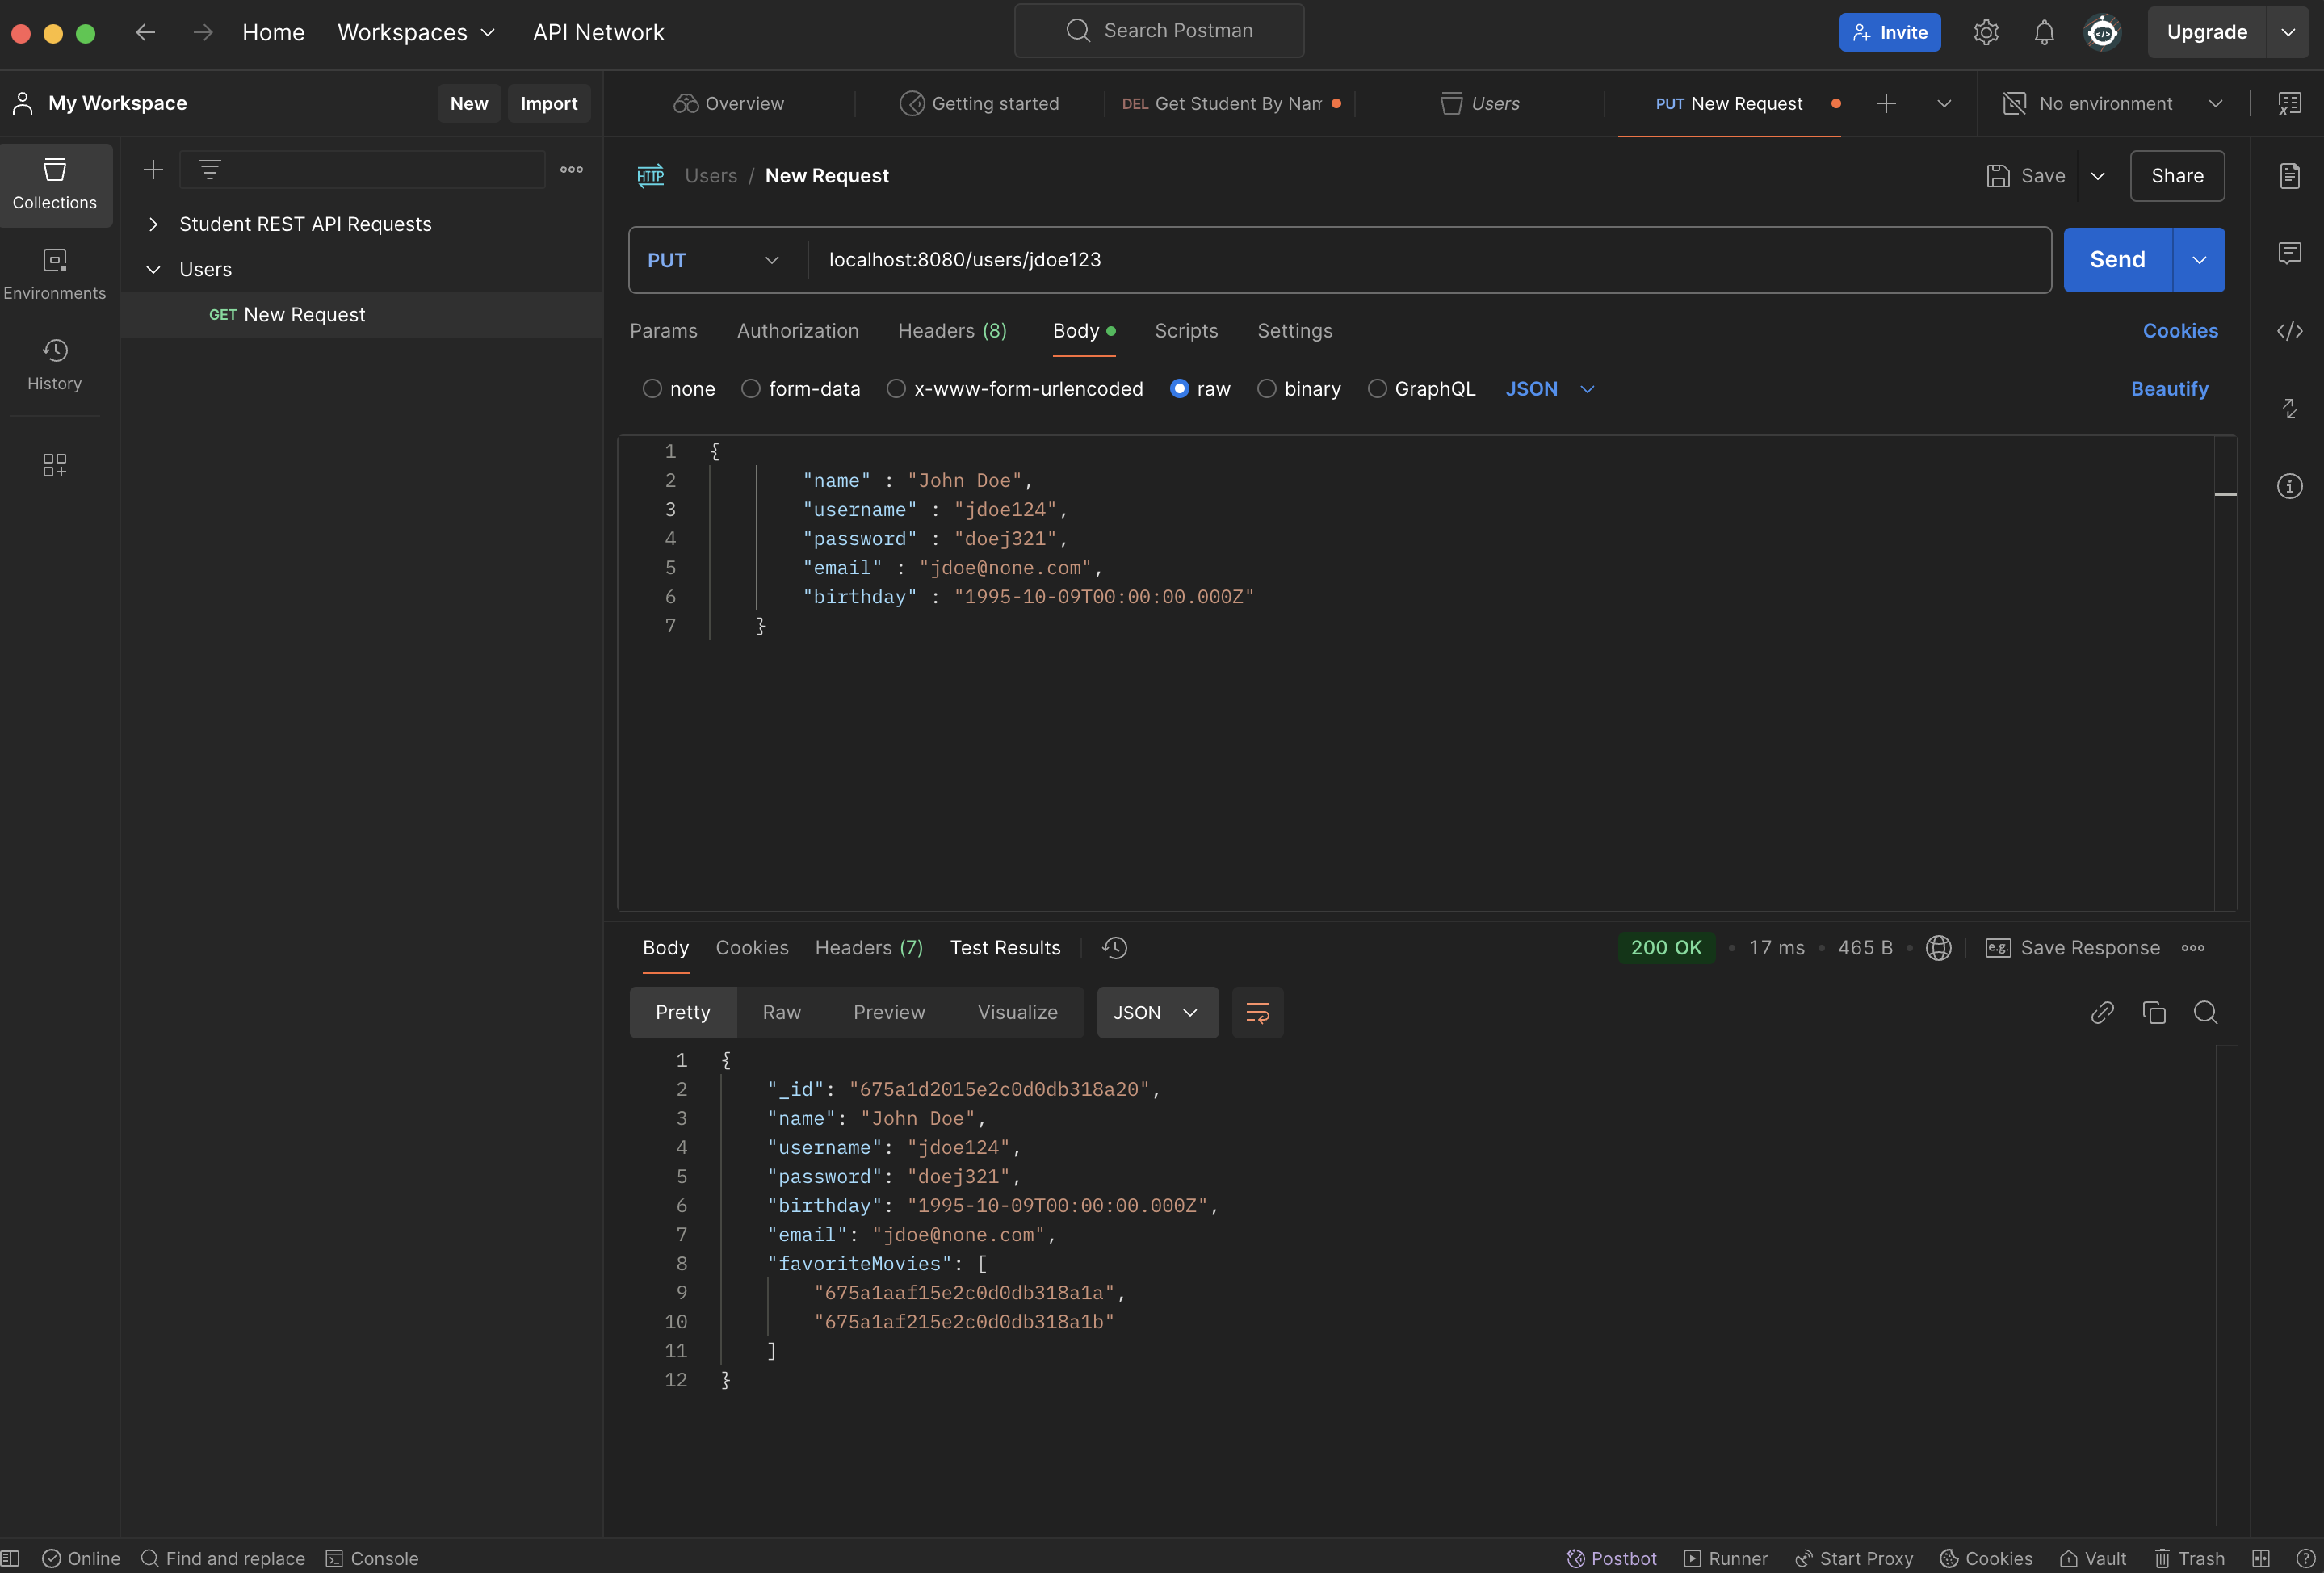 Home Workspaces API Network Search Postman Invite Upgrade
My Workspace New Import Overview Getting started DEL Get Student By Nam Users PUT New Request No environment
Collections
Environments
History
Student REST API Requests
Users
GET New Request
HTTP Users / New Request Save Share
PUT localhost:8080/users/jdoe123 Send
Params Authorization Headers (8) Body Scripts Settings Cookies
none form-data x-www-form-urlencoded raw binary GraphQL JSON Beautify
1 {
2 "name" : "John Doe",
3 "username" : "jdoe124",
4 "password" : "doej321",
5 "email" : "jdoe@none.com",
6 "birthday" : "1995-10-09T00:00:00.000Z"
7 }
Body Cookies Headers (7) Test Results 200 OK • 17 ms • 465 B • e.g. Save Response
Pretty Raw Preview Visualize JSON
1 {
2 "_id": "675a1d2015e2c0d0db318a20",
3 "name": "John Doe",
4 "username": "jdoe124",
5 "password": "doej321",
6 "birthday": "1995-10-09T00:00:00.000Z",
7 "email": "jdoe@none.com",
8 "favoriteMovies": [
9 "675a1aaf15e2c0d0db318a1a",
10 "675a1af215e2c0d0db318a1b"
11 ]
12 }
Online Find and replace Console Postbot Runner Start Proxy Cookies Vault Trash